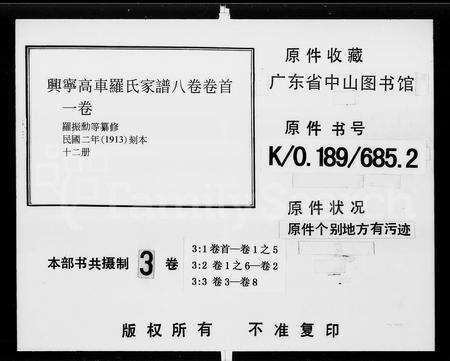 興寧高車羅氏家譜八卷卷首
一卷
羅振勳等纂修
民國二年(1913)刻本
十二册
原件收藏
广东省中山图书馆
原件书号
K/0.189/685.2
原件状况
原件个别地方有污迹
本部书共摄制 3 卷
3:1 卷首—卷1之5
3:2 卷1之6—卷2
3:3 卷3—卷8
版权所有 不准复印
FamilySearch